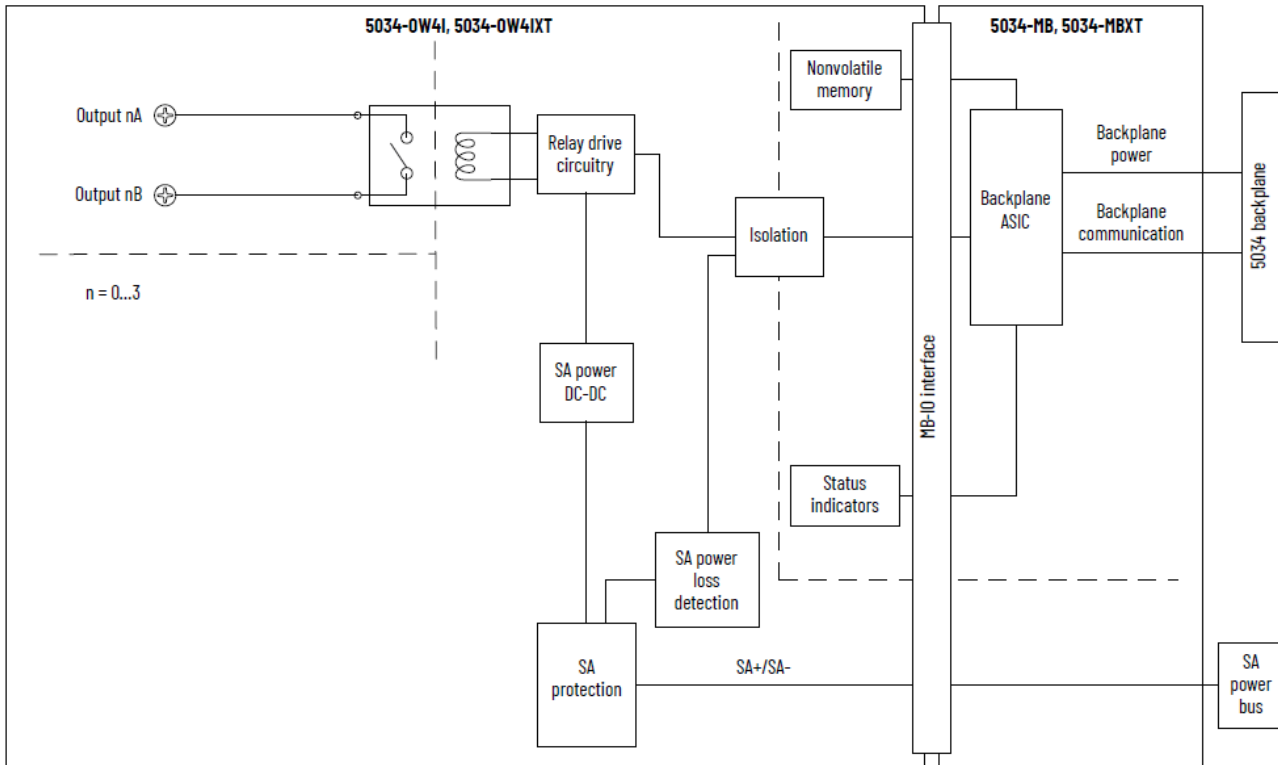 5034-OW4I, 5034-OW4IXT
5034-MB, 5034-MBXT
Nonvolatile
memory
Output nA
Relay drive
circuitry
Backplane
power
Output nB
Backplane
ASIC
Isolation
Backplane
communication
5034 backplane
n = 0...3
SA power
DC-DC
MB-IO interface
Status
indicators
SA power
loss
detection
SA
protection
SA+/SA-
SA
power
bus